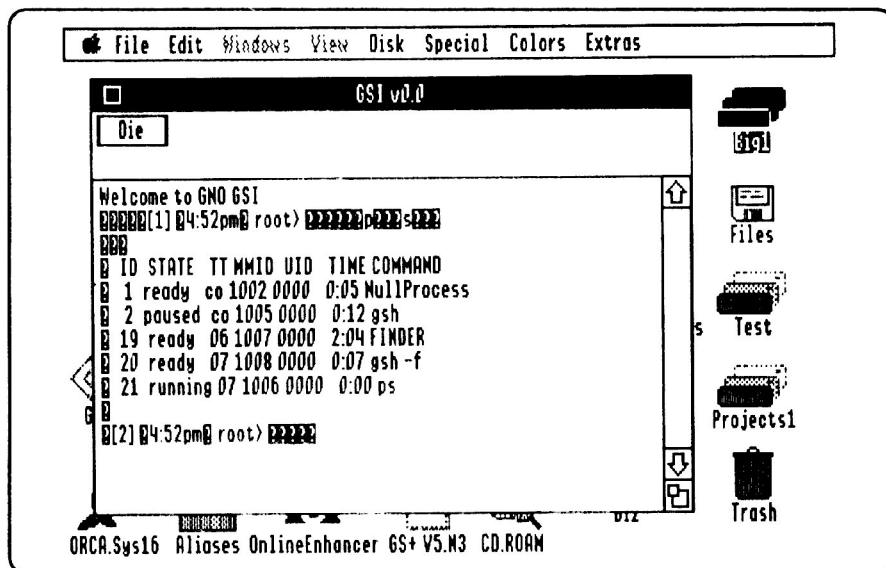 File Edit Windows View Disk Special Colors Extras
GSI v0.0
Die
Welcome to GNO GSI
[1] 4:52pm root> ps
ID STATE TT MMID UID TIME COMMAND
1 ready co 1002 0000 0:05 NullProcess
2 paused co 1005 0000 0:12 gsh
19 ready 06 1007 0000 2:04 FINDER
20 ready 07 1008 0000 0:07 gsh -f
21 running 07 1006 0000 0:00 ps
[2] 4:52pm root>
Files
s
Test
G
Projects1
Trash
ORCA.Sys16 Aliases OnlineEnhancer GS+ V5.N3 CD.ROAM